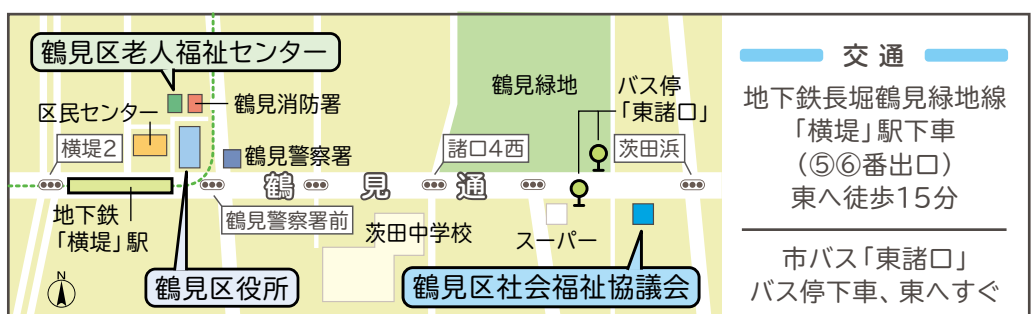 鶴見区老人福祉センター
区民センター
鶴見消防署
横堤2
鶴見警察署
鶴見緑地
バス停
「東諸口」
諸口4西
茨田浜
鶴見通
地下鉄
「横堤」駅
鶴見警察署前
茨田中学校
スーパー
N
鶴見区役所
鶴見区社会福祉協議会
交通
地下鉄長堀鶴見緑地線
「横堤」駅下車
（⑤⑥番出口）
東へ徒歩15分
市バス「東諸口」
バス停下車、東へすぐ